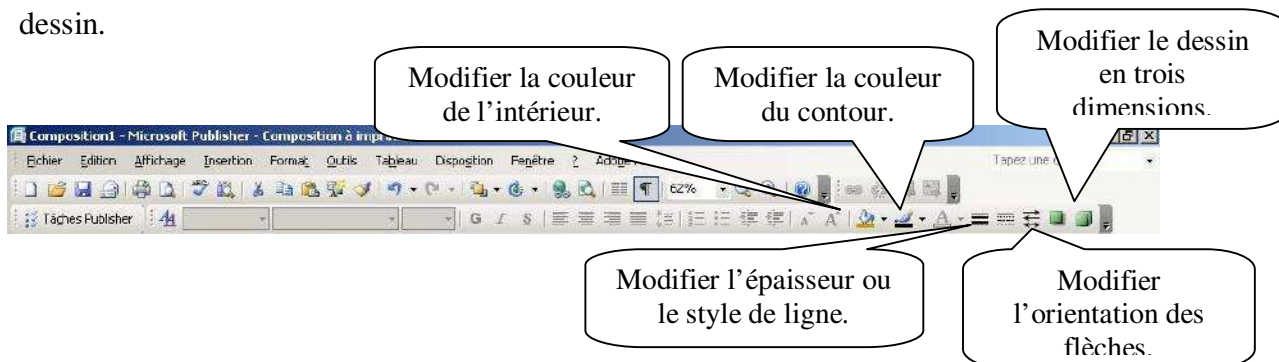 dessin.
Modifier la couleur
de l’intérieur.
Modifier la couleur
du contour.
Modifier le dessin
en trois
dimensions.
Composition1 - Microsoft Publisher - Composition à
Fichier Edition Affichage Insertion Format Outils Tableau Disposition Fenêtre ? Tapez une
62%
Tâches Publisher
G I S
Modifier l’épaisseur ou
le style de ligne.
Modifier
l’orientation des
flèches.